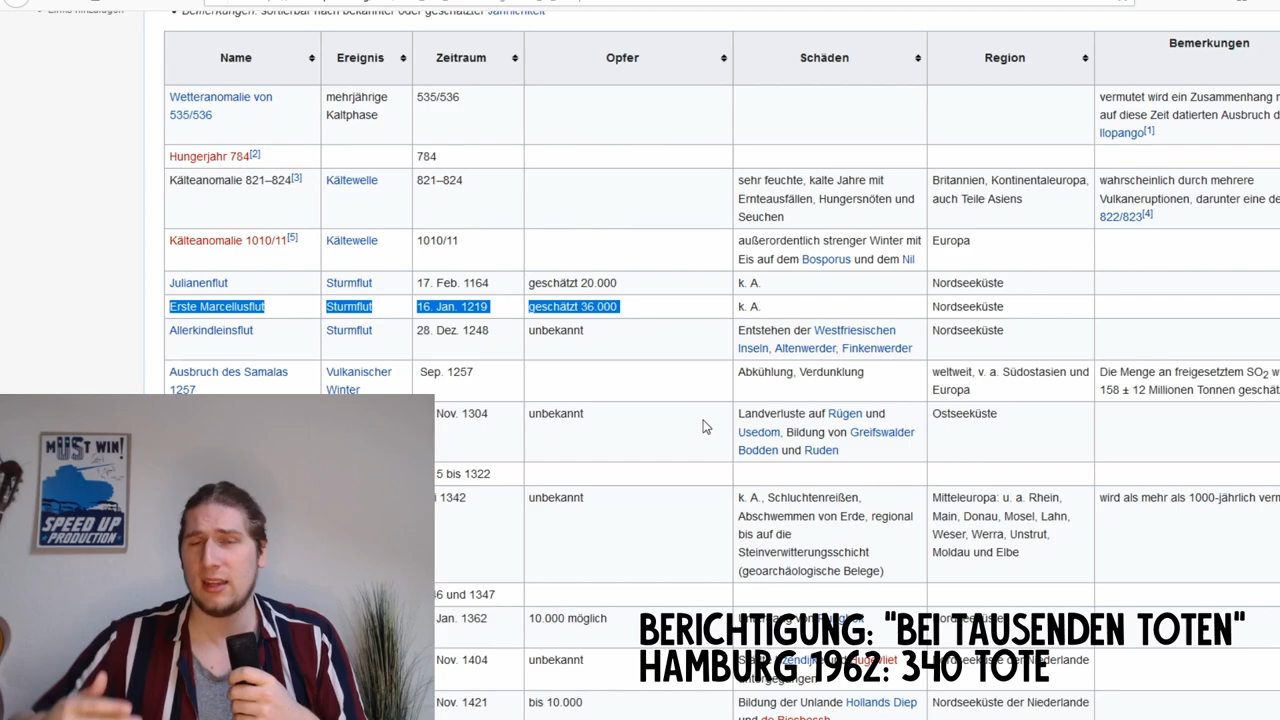 Bemerkungen: sortierbar nach bekannter oder geschätzter Jährlichkeit
Name Ereignis Zeitraum Opfer Schäden Region Bemerkungen
Wetteranomalie von
535/536
mehrjährige
Kaltphase
535/536
vermutet wird ein Zusammenhang
auf diese Zeit datierten Ausbruch
Ilopango[1]
Hungerjahr 784[2]
784
Kälteanomalie 821–824[3]
Kältewelle
821–824
sehr feuchte, kalte Jahre mit
Ernteausfällen, Hungersnöten und
Seuchen
Britannien, Kontinentaleuropa,
auch Teile Asiens
wahrscheinlich durch mehrere
Vulkaneruptionen, darunter eine
822/823[4]
Kälteanomalie 1010/11[5]
Kältewelle
1010/11
außerordentlich strenger Winter mit
Eis auf dem Bosporus und dem Nil
Europa
Julianenflut
Sturmflut
17. Feb. 1164
geschätzt 20.000
k. A.
Nordseeküste
Erste Marcellusflut
Sturmflut
16. Jan. 1219
geschätzt 36.000
k. A.
Nordseeküste
Allerkindleinsflut
Sturmflut
28. Dez. 1248
unbekannt
Entstehen der Westfriesischen
Inseln, Altenwerder, Finkenwerder
Nordseeküste
Ausbruch des Samalas
1257
Vulkanischer
Winter
Sep. 1257
Abkühlung, Verdunklung
weltweit, v. a. Südostasien und
Europa
Die Menge an freigesetztem SO2
158 ± 12 Millionen Tonnen
Nov. 1304
unbekannt
Landverluste auf Rügen und
Usedom, Bildung von Greifswalder
Bodden und Ruden
Ostseeküste
5 bis 1322
1342
unbekannt
k. A., Schluchtenreißen,
Abschwemmen von Erde, regional
bis auf die
Steinverwitterungsschicht
(geoarchäologische Belege)
Mitteleuropa: u. a. Rhein,
Main, Donau, Mosel, Lahn,
Weser, Werra, Unstrut,
Moldau und Elbe
wird als mehr als 1000-jährlich
6 und 1347
Jan. 1362
10.000 möglich
Nov. 1404
unbekannt
Nordseeküste der Niederlande
Nov. 1421
bis 10.000
Bildung der Unlande Hollands Diep
und de Biesbosch
Nordseeküste der Niederlande
MUST WIN!
SPEED UP
PRODUCTION
BERICHTIGUNG: "BEI TAUSENDEN TOTEN"
HAMBURG 1962: 340 TOTE